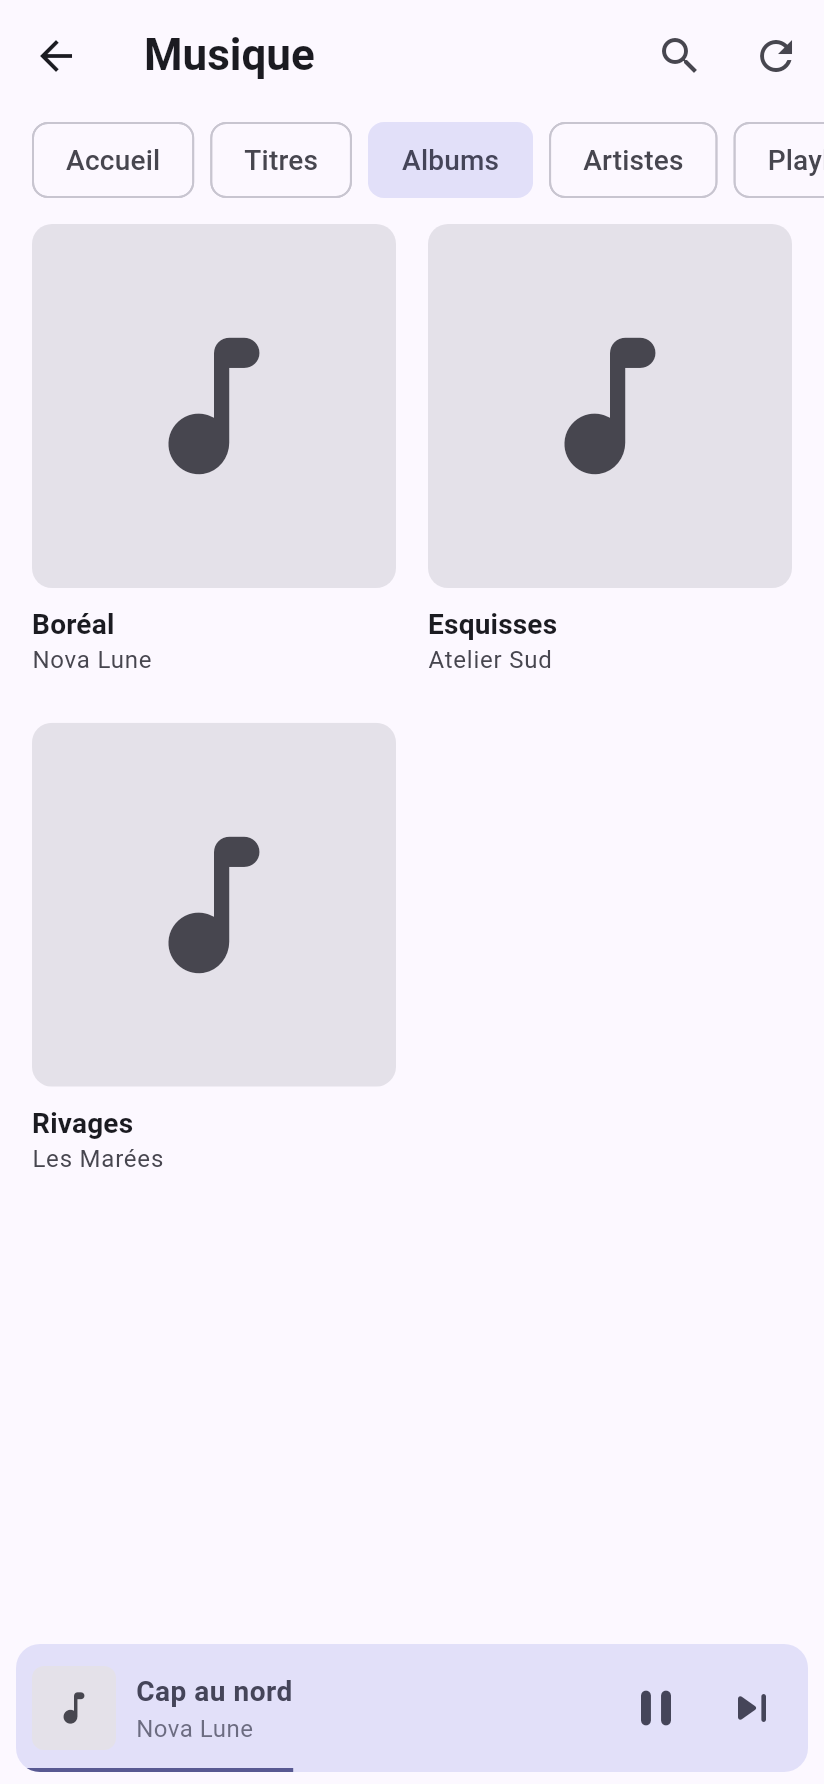 Musique
Accueil
Titres
Albums
Artistes
Play
Boréal
Nova Lune
Esquisses
Atelier Sud
Rivages
Les Marées
Cap au nord
Nova Lune